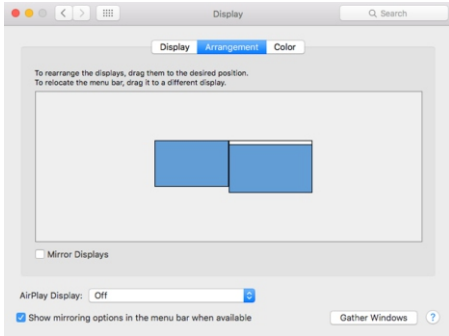 Display
Search
Display Arrangement Color
To rearrange the displays, drag them to the desired position.
To relocate the menu bar, drag it to a different display.
Mirror Displays
AirPlay Display: Off
Show mirroring options in the menu bar when available
Gather Windows ?